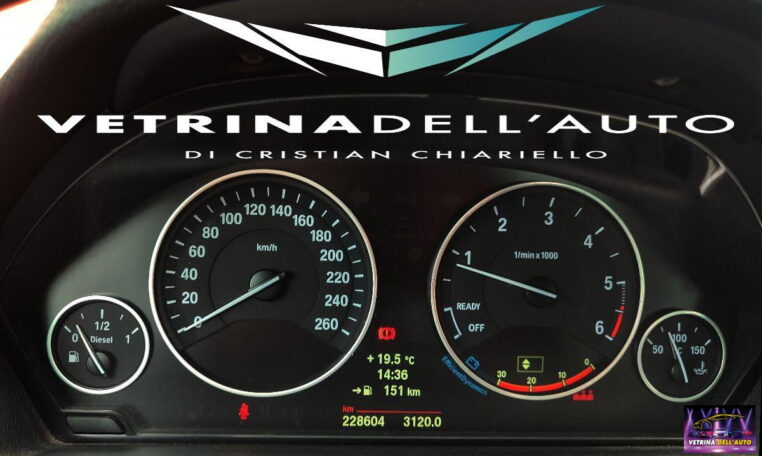 VETRINADELL'AUTO
DI CRISTIAN CHIARIELLO
0 20 40 60 80 100 120 140 160 180 200 220 240 260
km/h
1 2 3 4 5 6
1/min x 1000
READY
OFF
0 1/2 1
Diesel
50 100 150
°C
EfficientDynamics
30 20 10 0
+ 19.5 °C
14:36
151 km
km
228604 3120.0
VETRINA DELL'AUTO